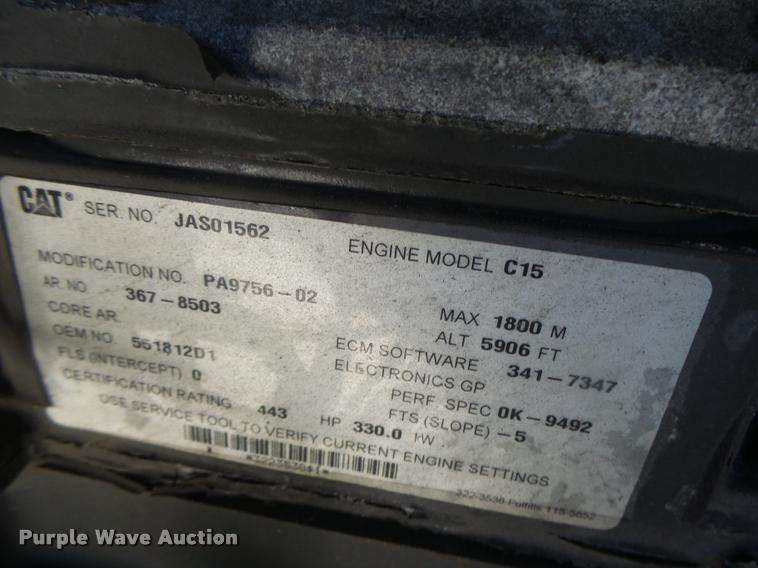 CAT® SER. NO. JAS01562 ENGINE MODEL C15
MODIFICATION NO. PA9756-02 MAX 1800 M
AR. NO 367-8503 ALT 5906 FT
CORE AR. ECM SOFTWARE 341-7347
OEM NO 551812D1 ELECTRONICS GP
FLS (INTERCEPT) 0 PERF. SPEC 0K-9492
CERTIFICATION RATING 443 HP 330.0 kW FTS (SLOPE) -5
USE SERVICE TOOL TO VERIFY CURRENT ENGINE SETTINGS
322-3538
Purple Wave Auction®